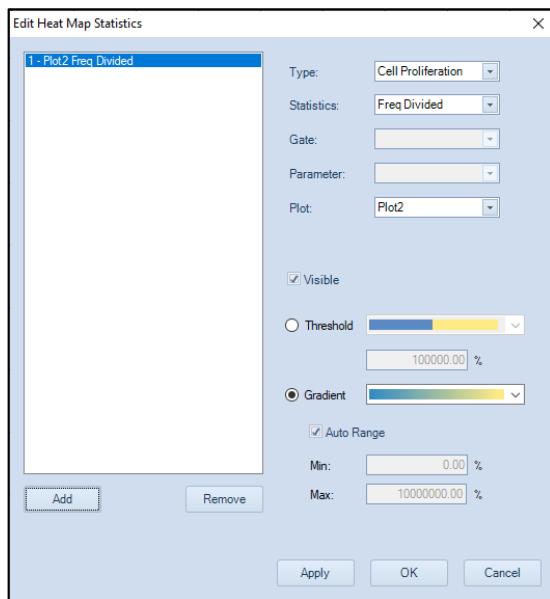 Edit Heat Map Statistics
1 - Plot2 Freq Divided
Type: Cell Proliferation
Statistics: Freq Divided
Gate:
Parameter:
Plot: Plot2
Visible
Threshold
100000.00 %
Gradient
Auto Range
Min: 0.00 %
Max: 10000000.00 %
Add Remove
Apply OK Cancel